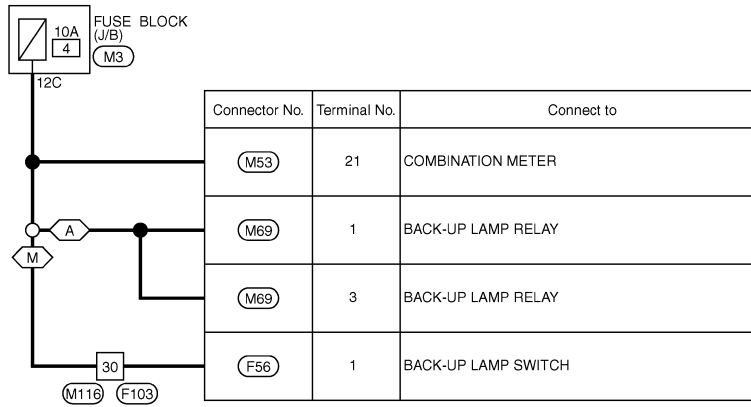 FUSE BLOCK
(J/B)
10A
4
M3
12C
Connector No. Terminal No. Connect to
M53 21 COMBINATION METER
A
M69 1 BACK-UP LAMP RELAY
M
M69 3 BACK-UP LAMP RELAY
30
F56 1 BACK-UP LAMP SWITCH
M116 F103